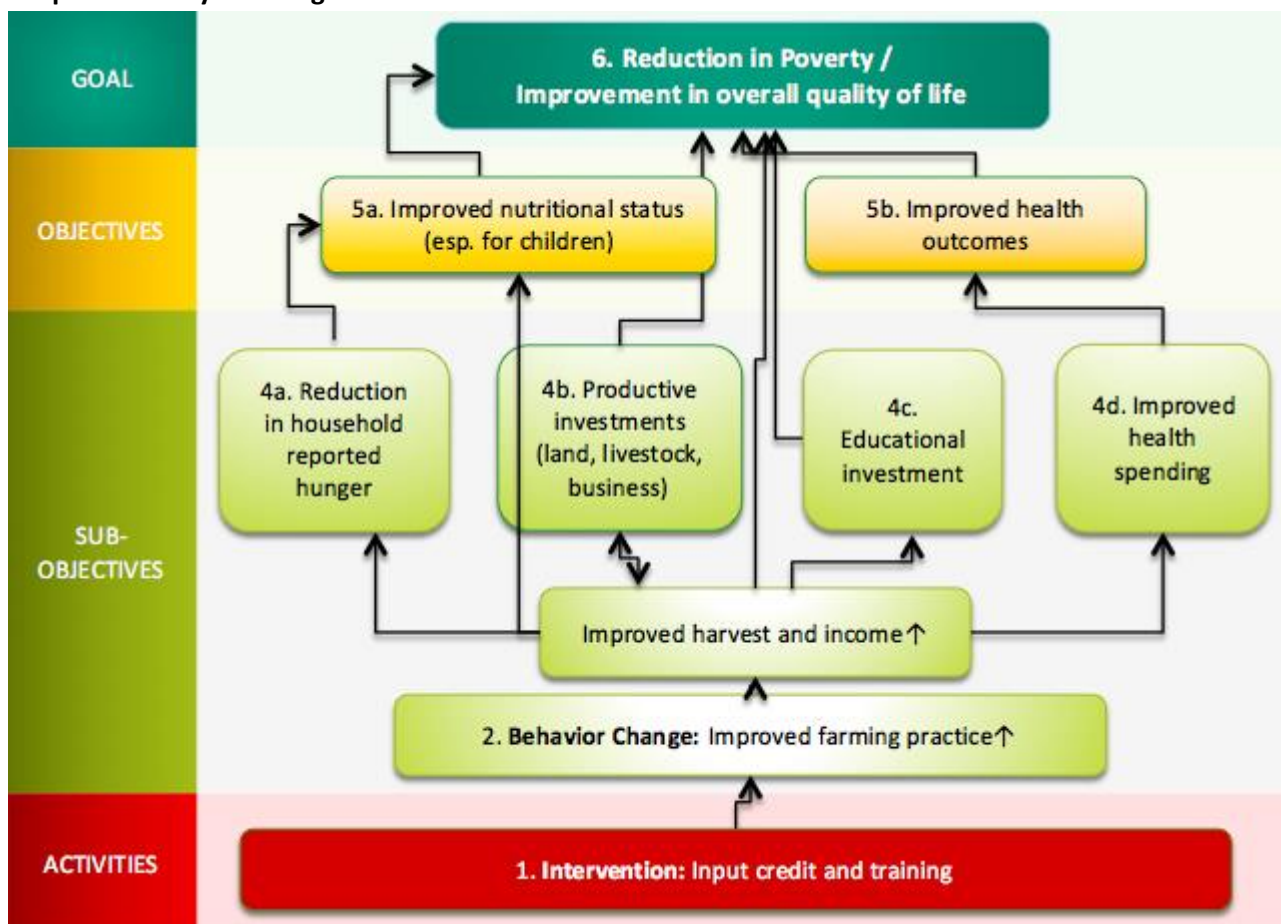 GOAL
6. Reduction in Poverty /
Improvement in overall quality of life
OBJECTIVES
5a. Improved nutritional status
(esp. for children)
5b. Improved health
outcomes
SUB-
OBJECTIVES
4a. Reduction
in household
reported
hunger
4b. Productive
investments
(land, livestock,
business)
4c.
Educational
investment
4d. Improved
health
spending
Improved harvest and income↑
2. Behavior Change: Improved farming practice↑
ACTIVITIES
1. Intervention: Input credit and training